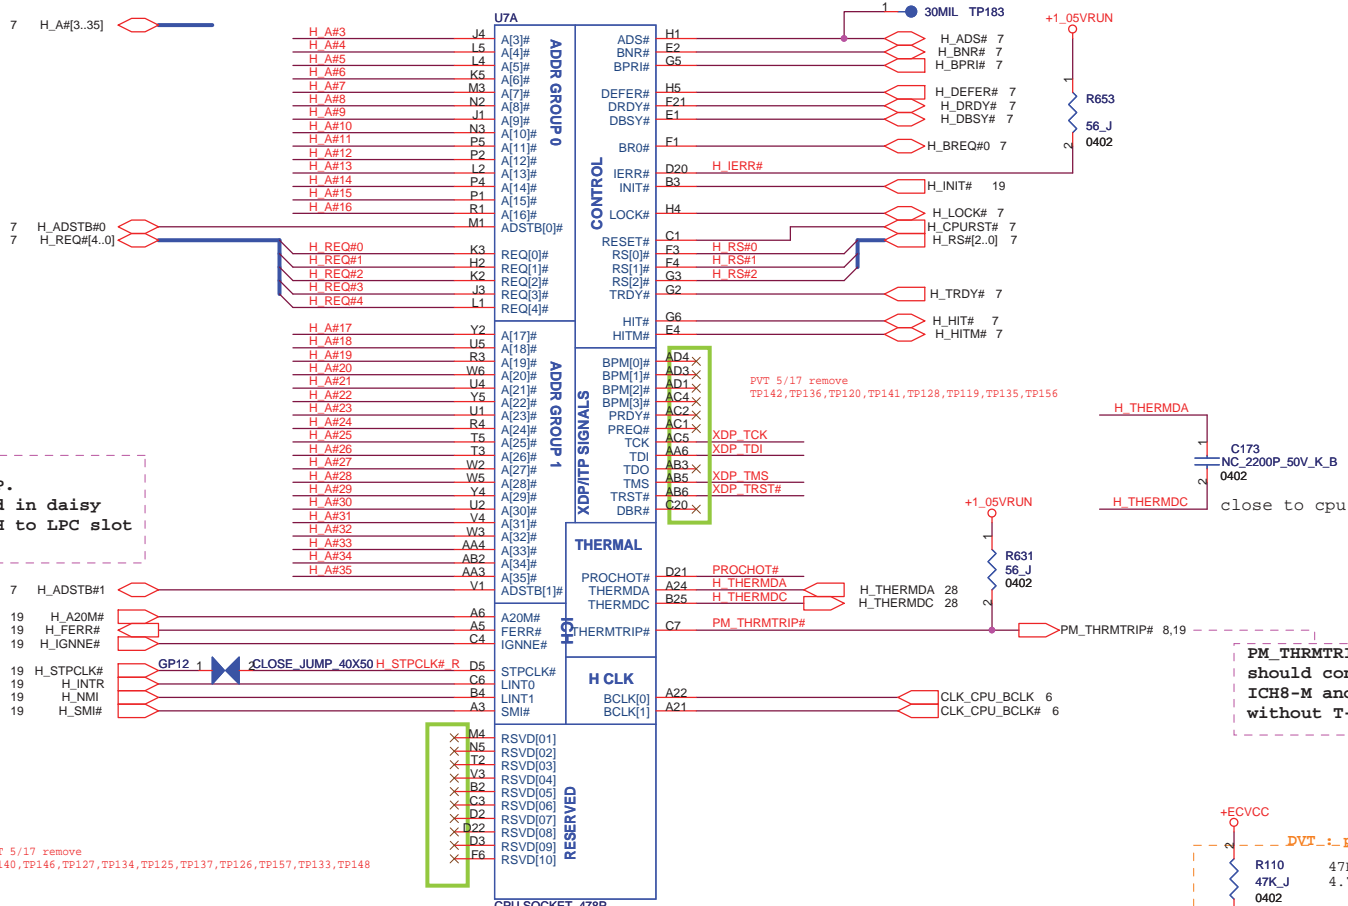 7 H_A#[3..35]
U7A
1 30MIL TP183
+1_05VRUN
H_A#3 J4 A[3]#
H_A#4 L5 A[4]#
H_A#5 L4 A[5]#
H_A#6 K5 A[6]#
H_A#7 M3 A[7]#
H_A#8 N2 A[8]#
H_A#9 J1 A[9]#
H_A#10 N3 A[10]#
H_A#11 P5 A[11]#
H_A#12 P2 A[12]#
H_A#13 L2 A[13]#
H_A#14 P4 A[14]#
H_A#15 P1 A[15]#
H_A#16 R1 A[16]#
7 H_ADSTB#0 M1 ADSTB[0]#
7 H_REQ#[4..0]
H_REQ#0 K3 REQ[0]#
H_REQ#1 H2 REQ[1]#
H_REQ#2 K2 REQ[2]#
H_REQ#3 J3 REQ[3]#
H_REQ#4 L1 REQ[4]#
ADDR GROUP 0
H_A#17 Y2 A[17]#
H_A#18 U5 A[18]#
H_A#19 R3 A[19]#
H_A#20 W6 A[20]#
H_A#21 U4 A[21]#
H_A#22 Y5 A[22]#
H_A#23 U1 A[23]#
H_A#24 R4 A[24]#
H_A#25 T5 A[25]#
H_A#26 T3 A[26]#
H_A#27 W2 A[27]#
H_A#28 W5 A[28]#
H_A#29 Y4 A[29]#
H_A#30 U2 A[30]#
H_A#31 V4 A[31]#
H_A#32 W3 A[32]#
H_A#33 AA4 A[33]#
H_A#34 AB2 A[34]#
H_A#35 AA3 A[35]#
7 H_ADSTB#1 V1 ADSTB[1]#
ADDR GROUP 1
19 H_A20M# A6 A20M#
19 H_FERR# A5 FERR#
19 H_IGNNE# C4 IGNNE#
ICH
19 H_STPCLK# GP12 1 2 CLOSE_JUMP_40X50 H_STPCLK#_R D5 STPCLK#
19 H_INTR C6 LINT0
19 H_NMI B4 LINT1
19 H_SMI# A3 SMI#
M4 RSVD[01]
N5 RSVD[02]
T2 RSVD[03]
V3 RSVD[04]
B2 RSVD[05]
C3 RSVD[06]
D2 RSVD[07]
D22 RSVD[08]
D3 RSVD[09]
F6 RSVD[10]
RESERVED
CPU SOCKET_478P
ADS# H1 H_ADS# 7
BNR# E2 H_BNR# 7
BPRI# G5 H_BPRI# 7
DEFER# H5 H_DEFER# 7
DRDY# F21 H_DRDY# 7
DBSY# E1 H_DBSY# 7
BR0# F1 H_BREQ#0 7
IERR# D20 H_IERR#
INIT# B3 H_INIT# 19
LOCK# H4 H_LOCK# 7
RESET# C1 H_CPURST# 7
H_RS#[2..0] 7
RS[0]# F3 H_RS#0
RS[1]# F4 H_RS#1
RS[2]# G3 H_RS#2
TRDY# G2 H_TRDY# 7
HIT# G6 H_HIT# 7
HITM# E4 H_HITM# 7
CONTROL
1 R653
56_J
2 0402
BPM[0]# AD4
BPM[1]# AD3
BPM[2]# AD1
BPM[3]# AC4
PRDY# AC2
PREQ# AC1
TCK AC5 XDP_TCK
TDI AA6 XDP_TDI
TDO AB3
TMS AB5 XDP_TMS
TRST# AB6 XDP_TRST#
DBR# C20
XDP/ITP SIGNALS
PVT 5/17 remove
TP142,TP136,TP120,TP141,TP128,TP119,TP135,TP156
H_THERMDA
1 C173
NC_2200P_50V_K_B
2 0402
H_THERMDC close to cpu
THERMAL
PROCHOT# D21 PROCHOT#
THERMDA A24 H_THERMDA H_THERMDA 28
THERMDC B25 H_THERMDC H_THERMDC 28
THERMTRIP# C7 PM_THRMTRIP# PM_THRMTRIP# 8,19
+1_05VRUN
1 R631
56_J
0402
2
H CLK
BCLK[0] A22 CLK_CPU_BCLK 6
BCLK[1] A21 CLK_CPU_BCLK# 6
P.
d in daisy
H to LPC slot
PM_THRMTRI
should con
ICH8-M and
without T-
T 5/17 remove
140,TP146,TP127,TP134,TP125,TP137,TP126,TP157,TP133,TP148
+ECVCC
DVT :
2 R110
47K_J
0402
4.